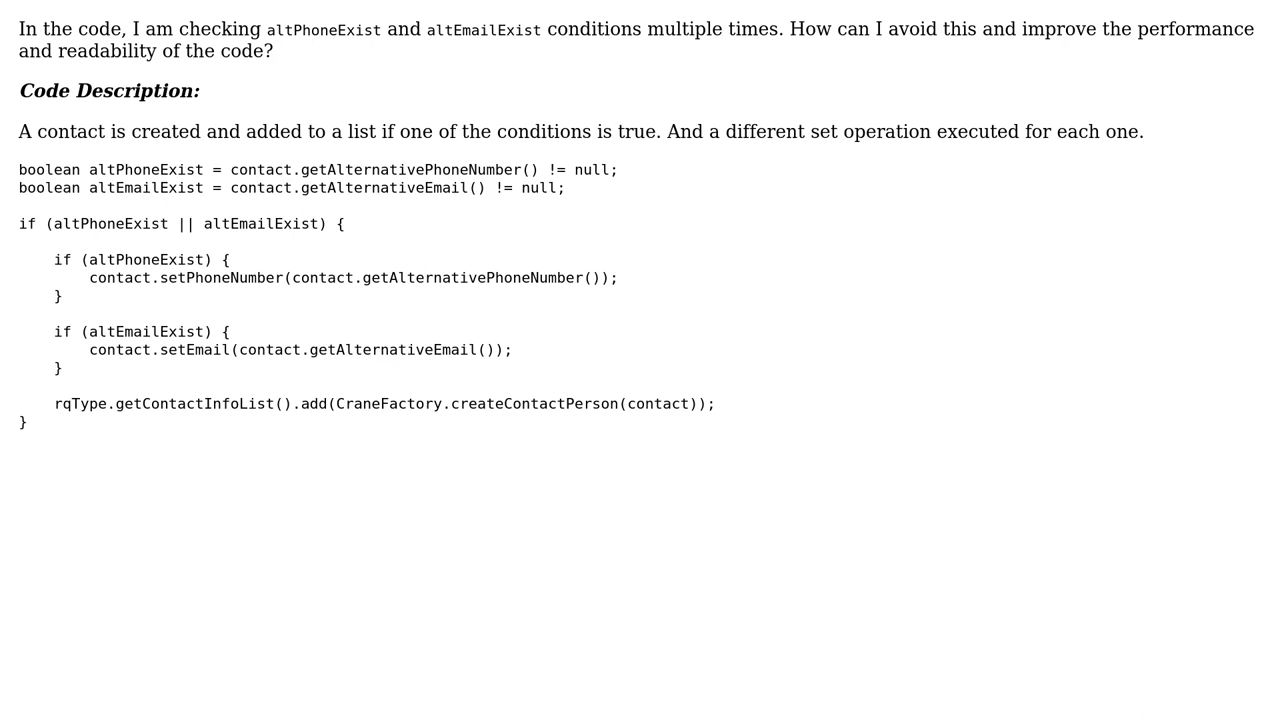 In the code, I am checking altPhoneExist and altEmailExist conditions multiple times. How can I avoid this and improve the performance
and readability of the code?
Code Description:
A contact is created and added to a list if one of the conditions is true. And a different set operation executed for each one.
boolean altPhoneExist = contact.getAlternativePhoneNumber() != null;
boolean altEmailExist = contact.getAlternativeEmail() != null;
if (altPhoneExist || altEmailExist) {
    if (altPhoneExist) {
        contact.setPhoneNumber(contact.getAlternativePhoneNumber());
    }
    if (altEmailExist) {
        contact.setEmail(contact.getAlternativeEmail());
    }
    rqType.getContactInfoList().add(CraneFactory.createContactPerson(contact));
}